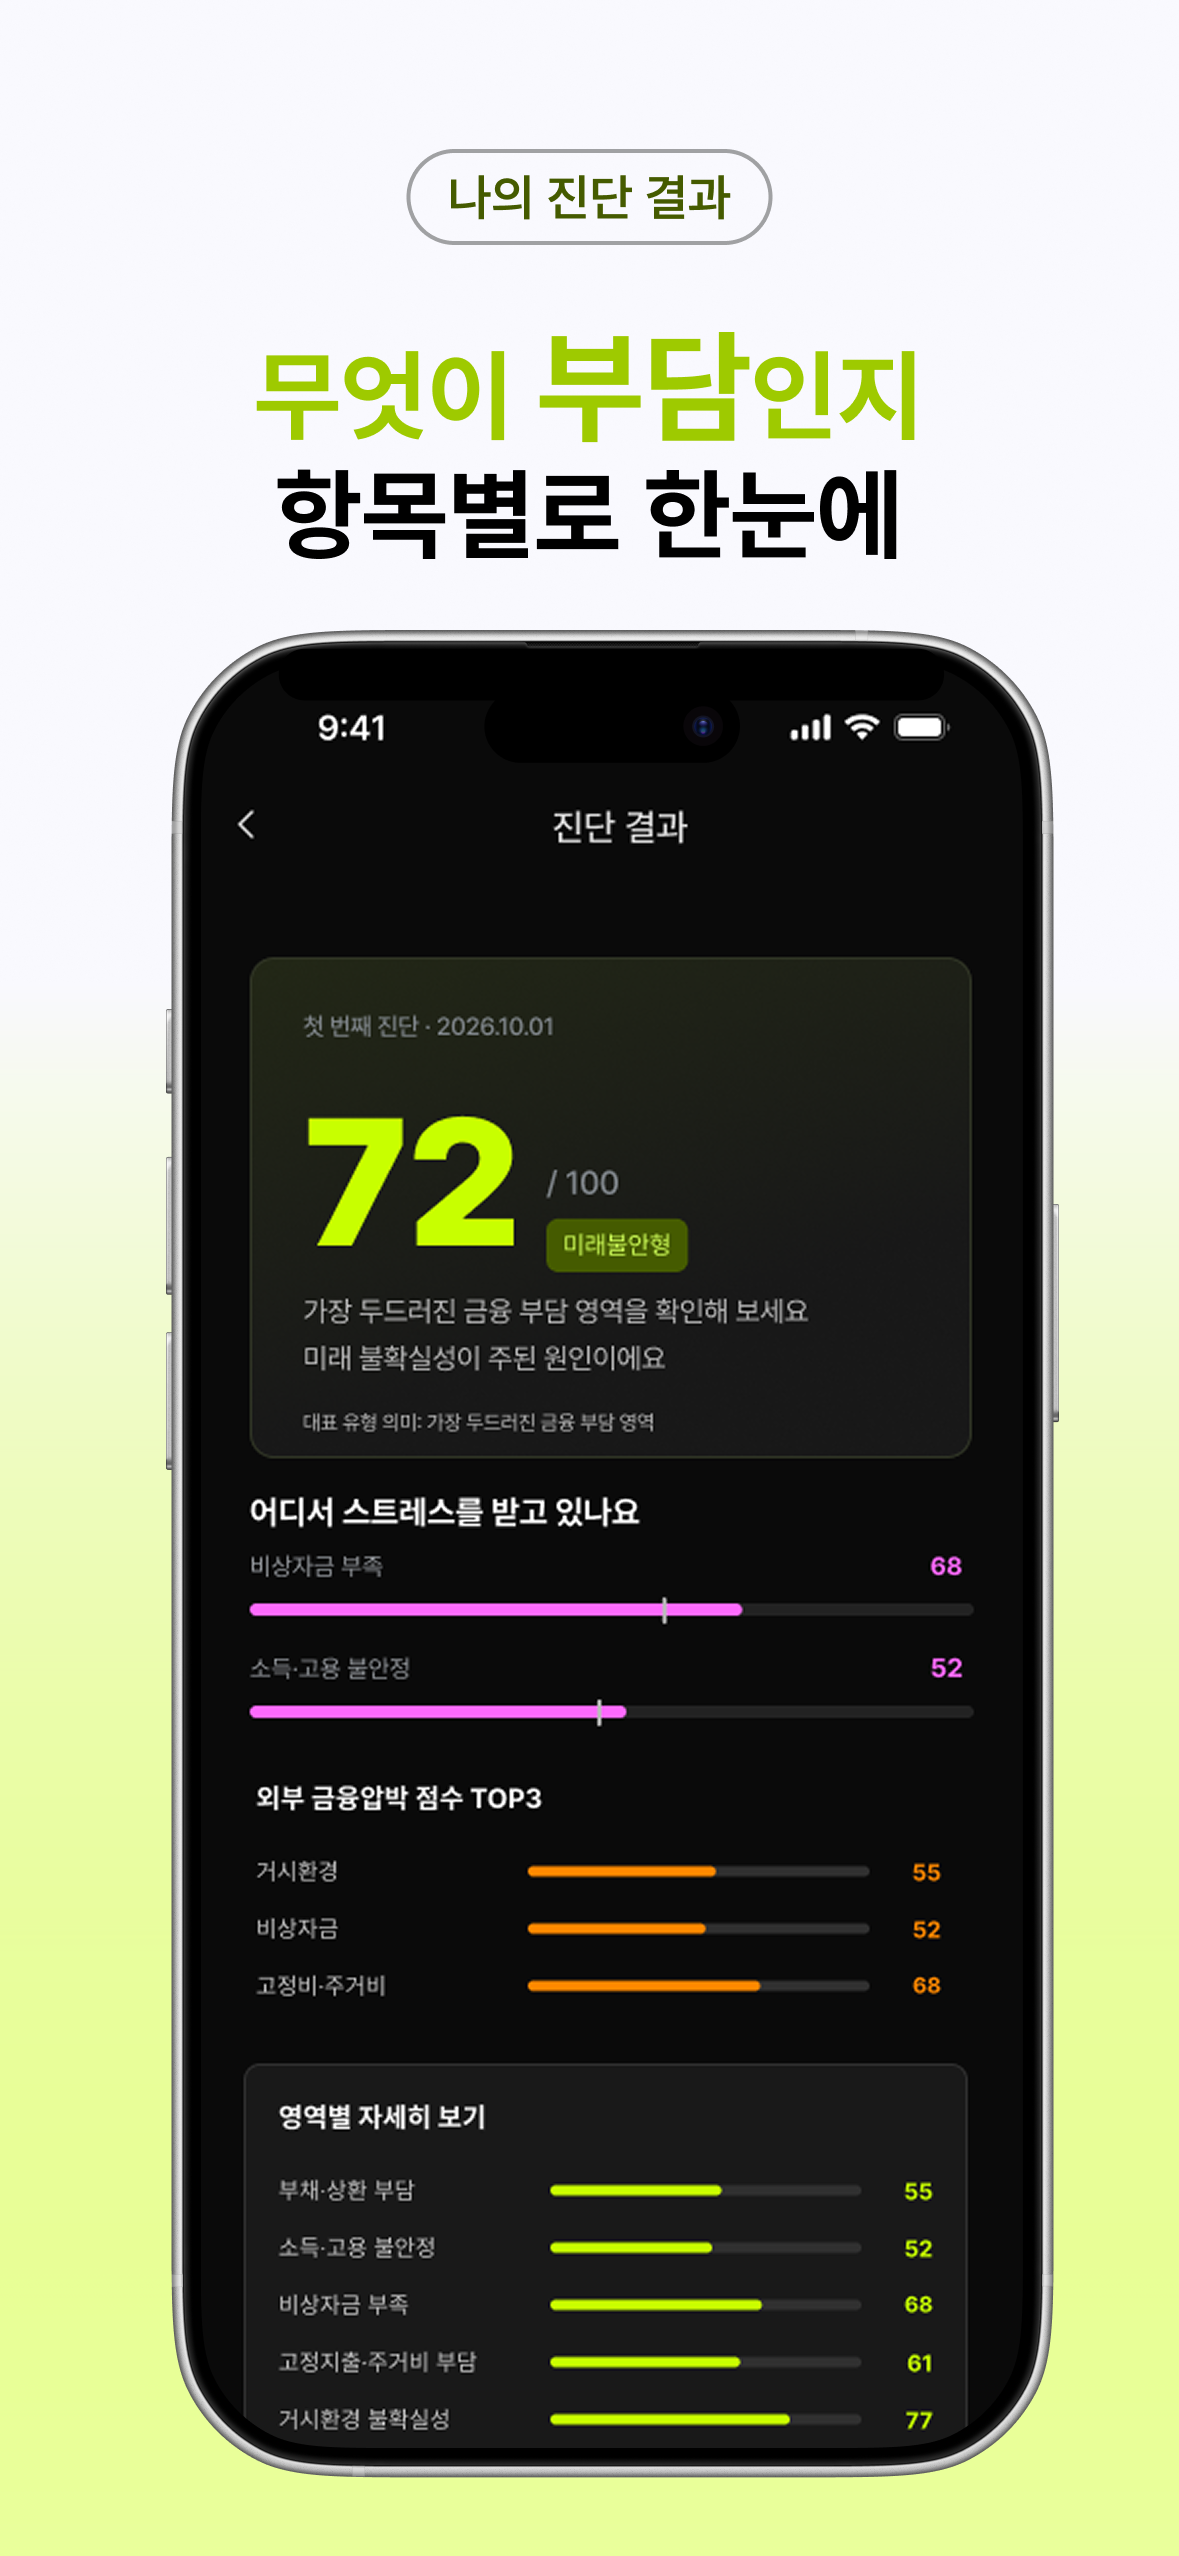 나의 진단 결과
무엇이 부담인지
항목별로 한눈에
9:41
진단 결과
첫 번째 진단 · 2026.10.01
72 / 100
미래불안형
가장 두드러진 금융 부담 영역을 확인해 보세요
미래 불확실성이 주된 원인이에요
대표 유형 의미: 가장 두드러진 금융 부담 영역
어디서 스트레스를 받고 있나요
비상자금 부족 68
소득·고용 불안정 52
외부 금융압박 점수 TOP3
거시환경 55
비상자금 52
고정비·주거비 68
영역별 자세히 보기
부채·상환 부담 55
소득·고용 불안정 52
비상자금 부족 68
고정지출·주거비 부담 61
거시환경 불확실성 77